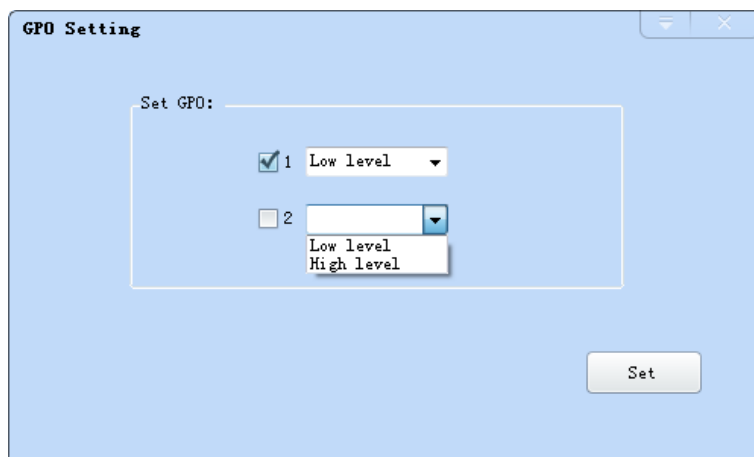 GPO Setting
Set GPO:
1 Low level
2
Low level
High level
Set